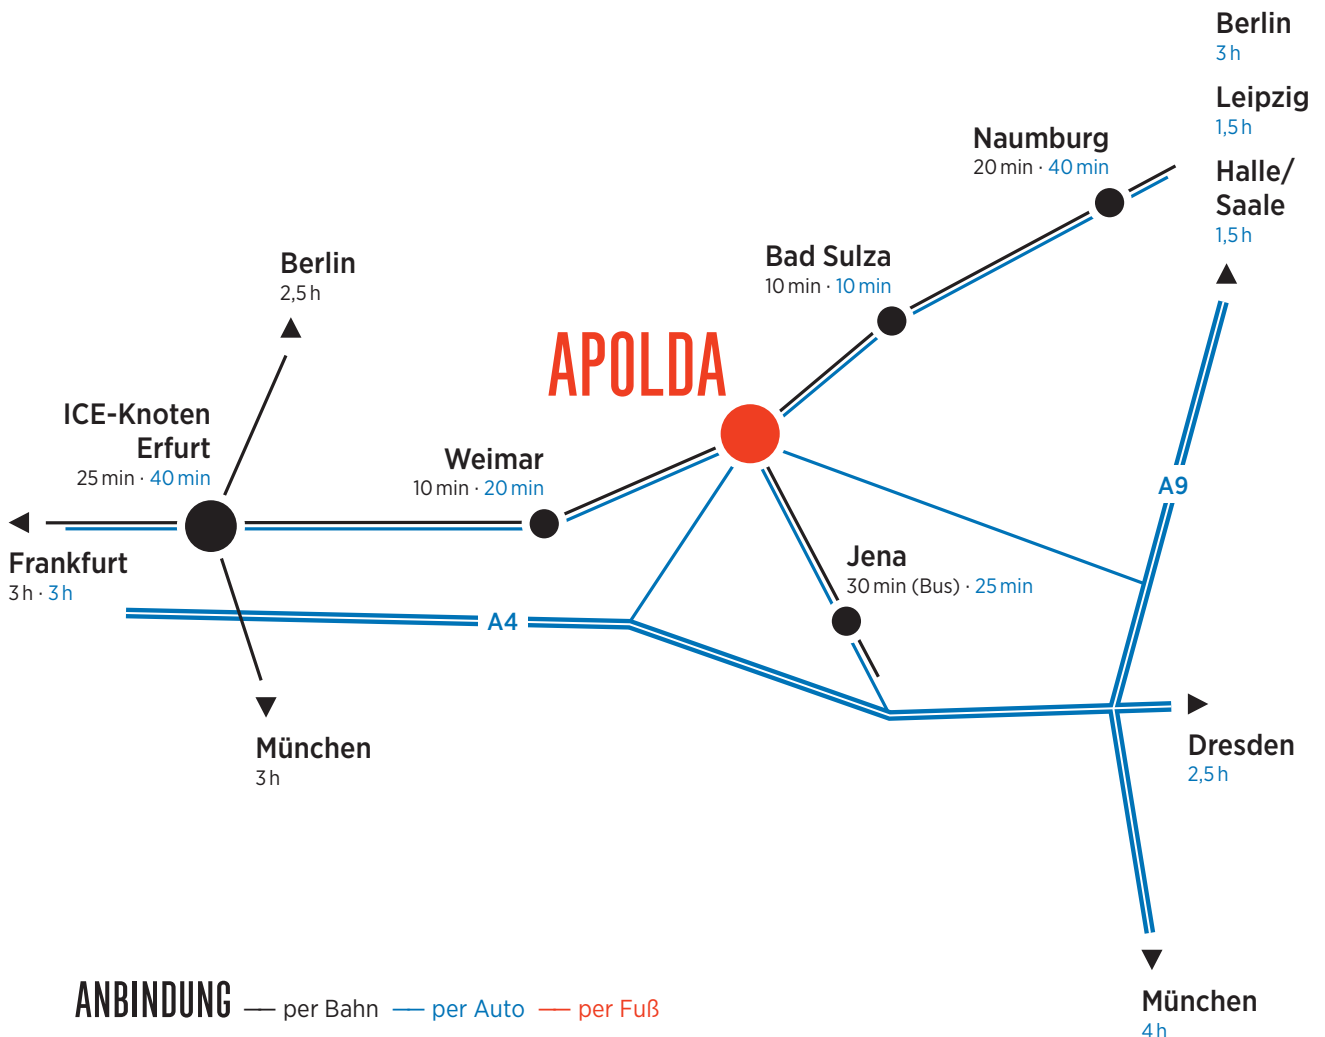 Berlin
3 h
Leipzig
1,5 h
Halle/
Saale
1,5 h
Naumburg
20 min · 40 min
Bad Sulza
10 min · 10 min
Berlin
2,5 h
APOLDA
ICE-Knoten
Erfurt
25 min · 40 min
Weimar
10 min · 20 min
A9
Frankfurt
3 h · 3 h
Jena
30 min (Bus) · 25 min
A4
München
3 h
Dresden
2,5 h
ANBINDUNG — per Bahn — per Auto — per Fuß
München
4 h